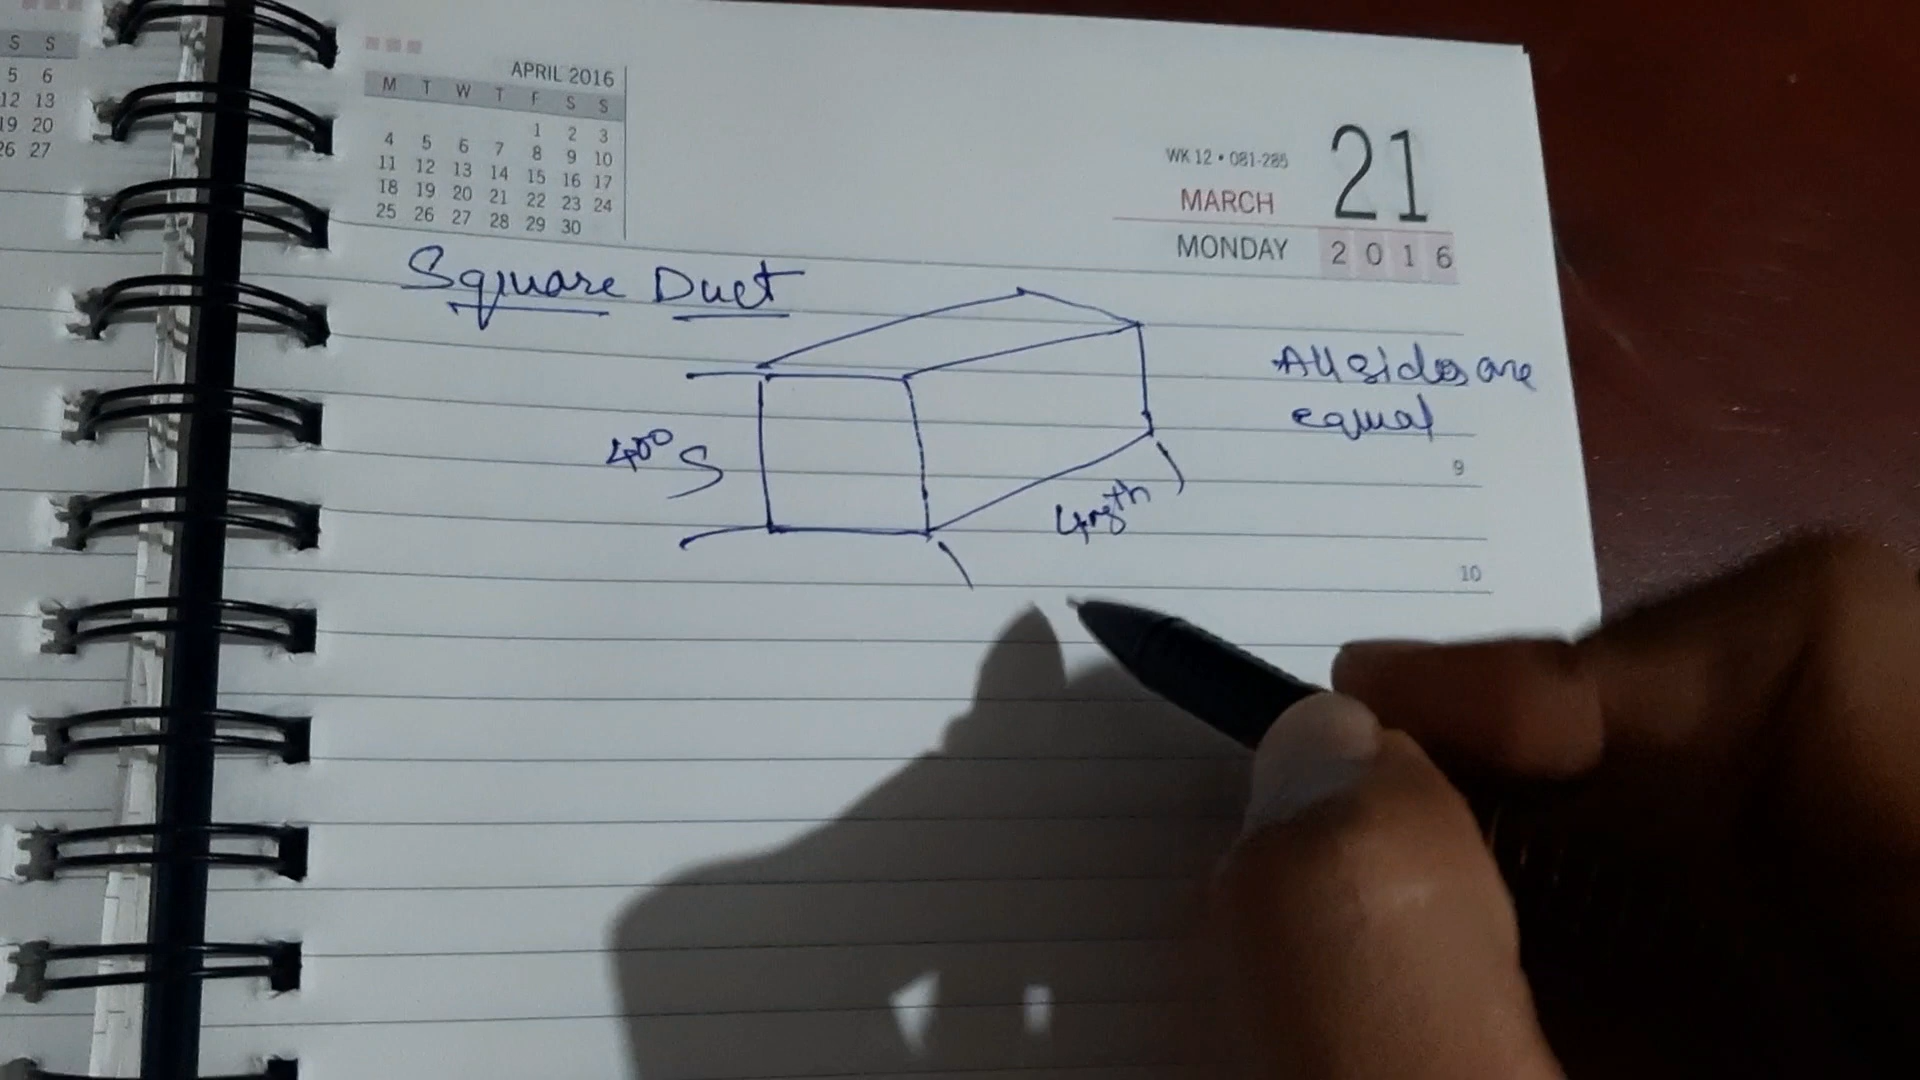 S S
5 6
12 13
19 20
26 27
APRIL 2016
M T W T F S S
1 2 3
4 5 6 7 8 9 10
11 12 13 14 15 16 17
18 19 20 21 22 23 24
25 26 27 28 29 30
WK 12 • 081-285
21
MARCH
MONDAY 2016
Square Duct
All sides are
equal
400 S
Length
9
10